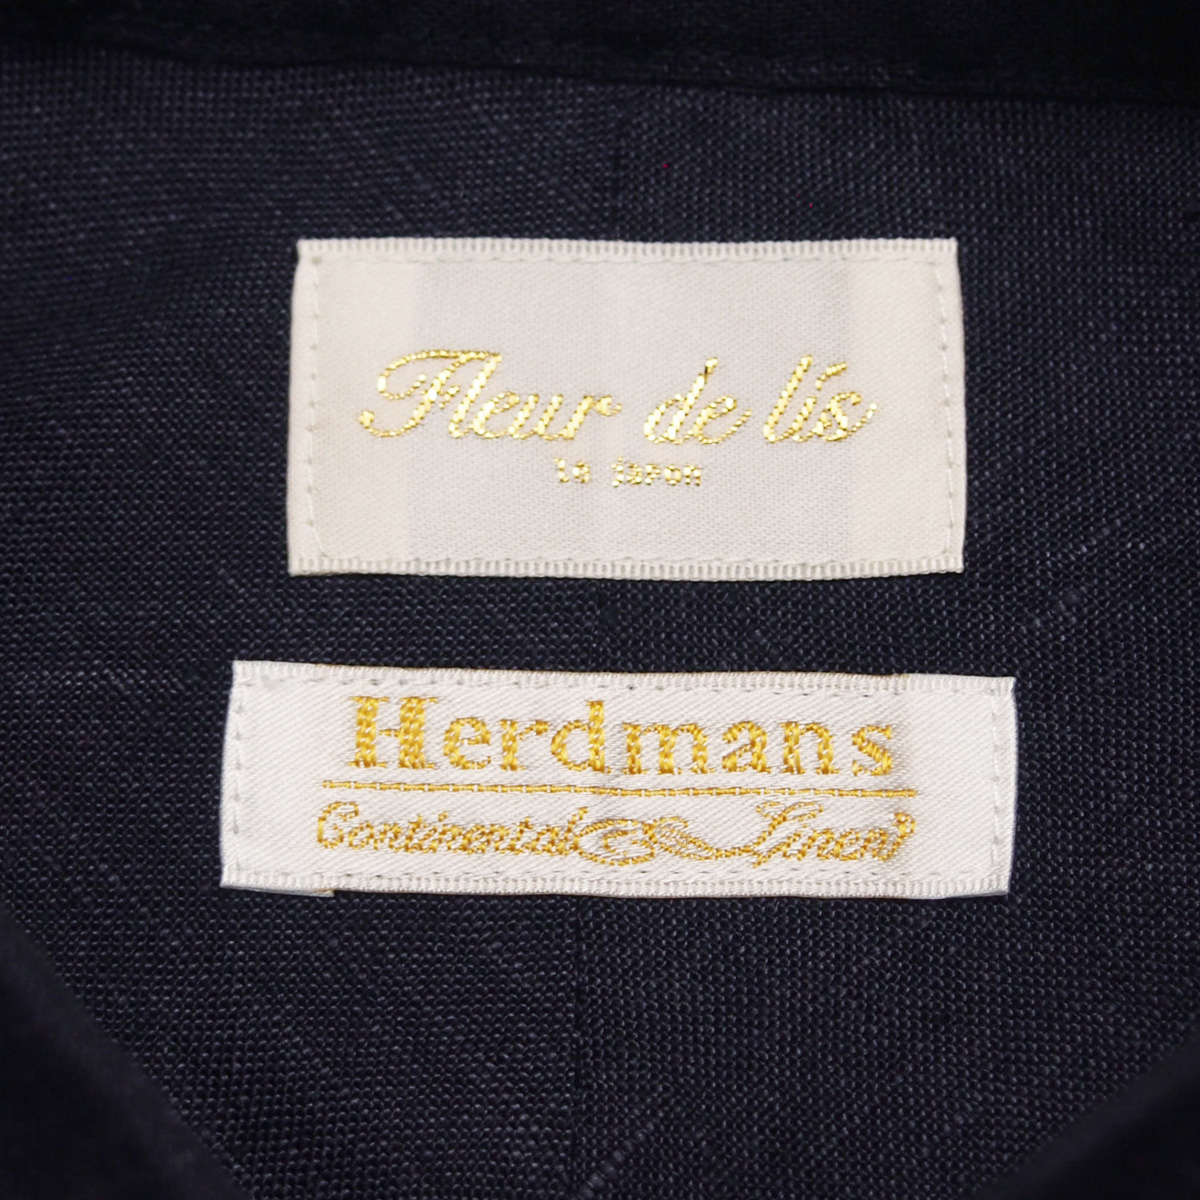 Fleur de lis
le japon
Herdmans
Continental Linen